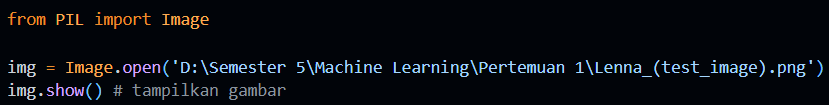 from PIL import Image
img = Image.open('D:\Semester 5\Machine Learning\Pertemuan 1\Lenna_(test_image).png')
img.show() # tampilkan gambar